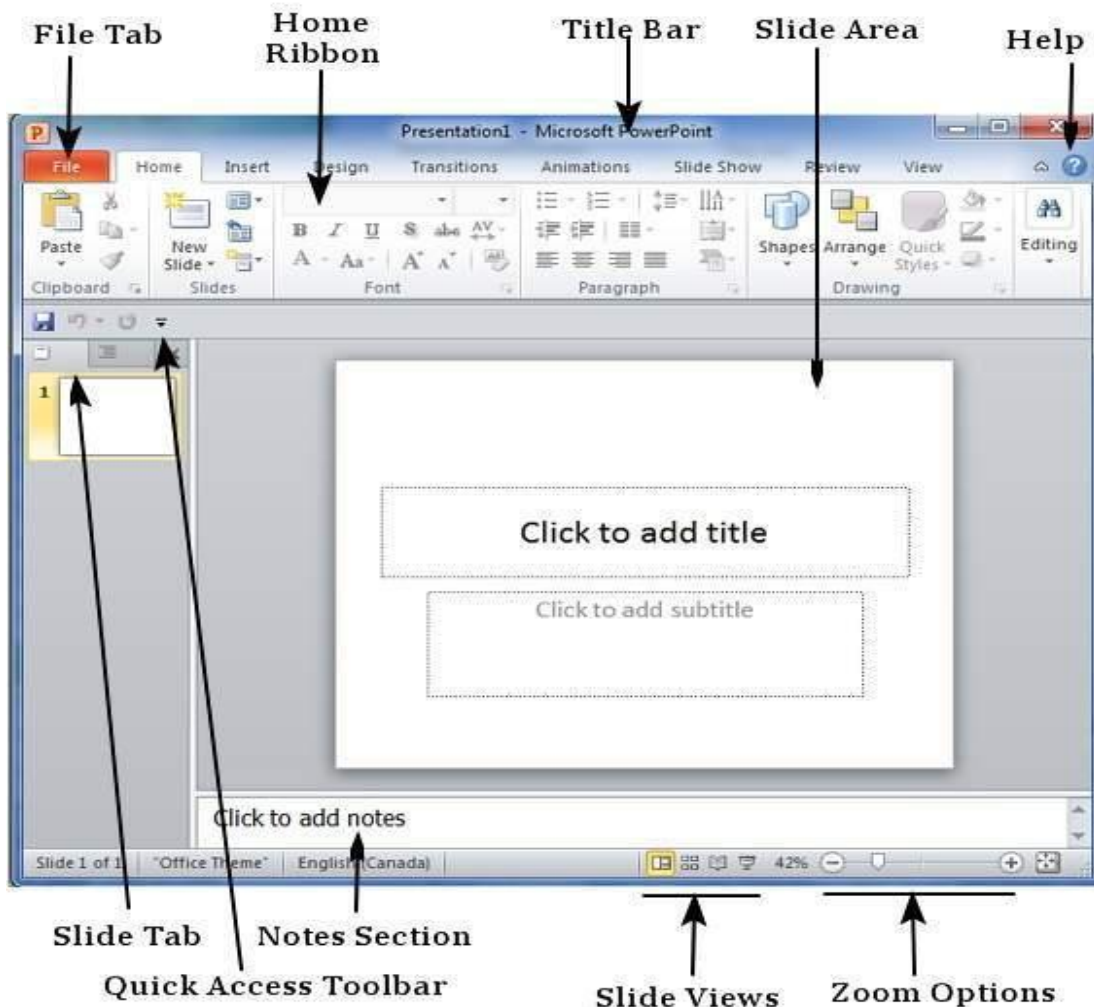 File Tab
Home
Ribbon
Title Bar
Slide Area
Help
P
Presentation1 - Microsoft PowerPoint
File Home Insert Design Transitions Animations Slide Show Review View
Paste
New
Slide
B I U S abc AV
A Aa A A
Shapes Arrange Quick
Styles
Editing
Clipboard Slides Font Paragraph Drawing
1
Click to add title
Click to add subtitle
Click to add notes
Slide 1 of 1 "Office Theme" English (Canada) 42%
Slide Tab
Notes Section
Quick Access Toolbar
Slide Views
Zoom Options